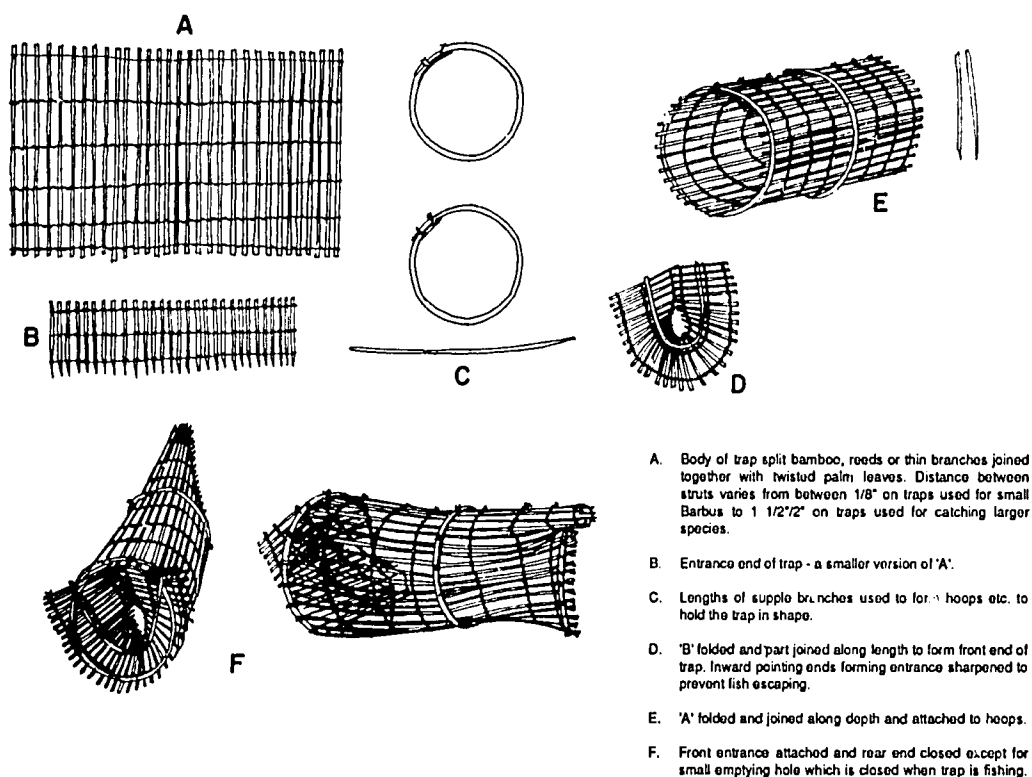 A
B
C
D
E
F
A. Body of trap split bamboo, reeds or thin branches joined
together with twisted palm leaves. Distance between
struts varies from between 1/8" on traps used for small
Barbus to 1 1/2"/2" on traps used for catching larger
species.
B. Entrance end of trap - a smaller version of 'A'.
C. Lengths of supple branches used to form hoops etc. to
hold the trap in shape.
D. 'B' folded and part joined along length to form front end of
trap. Inward pointing ends forming entrance sharpened to
prevent fish escaping.
E. 'A' folded and joined along depth and attached to hoops.
F. Front entrance attached and rear end closed except for
small emptying hole which is closed when trap is fishing.